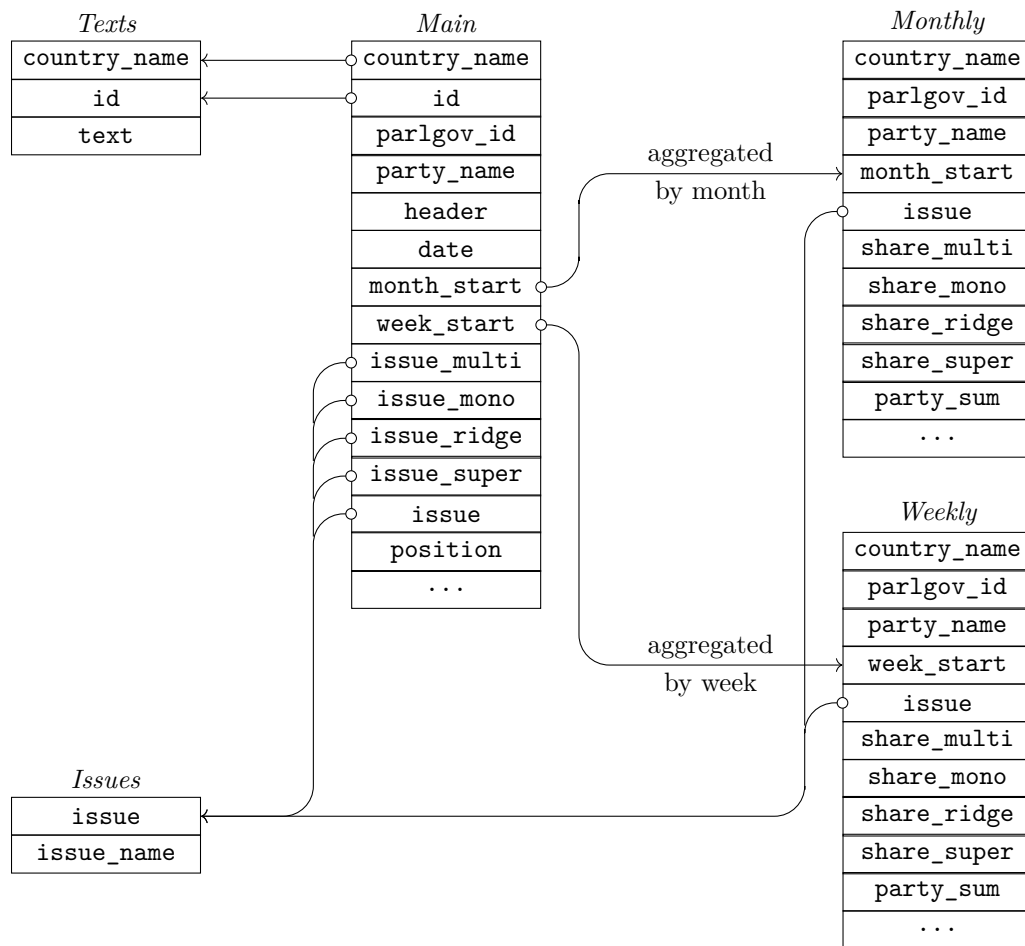 Texts
country_name
id
text
Main
country_name
id
parlgov_id
party_name
header
date
month_start
week_start
issue_multi
issue_mono
issue_ridge
issue_super
issue
position
...
aggregated
by month
aggregated
by week
Monthly
country_name
parlgov_id
party_name
month_start
issue
share_multi
share_mono
share_ridge
share_super
party_sum
...
Weekly
country_name
parlgov_id
party_name
week_start
issue
share_multi
share_mono
share_ridge
share_super
party_sum
...
Issues
issue
issue_name